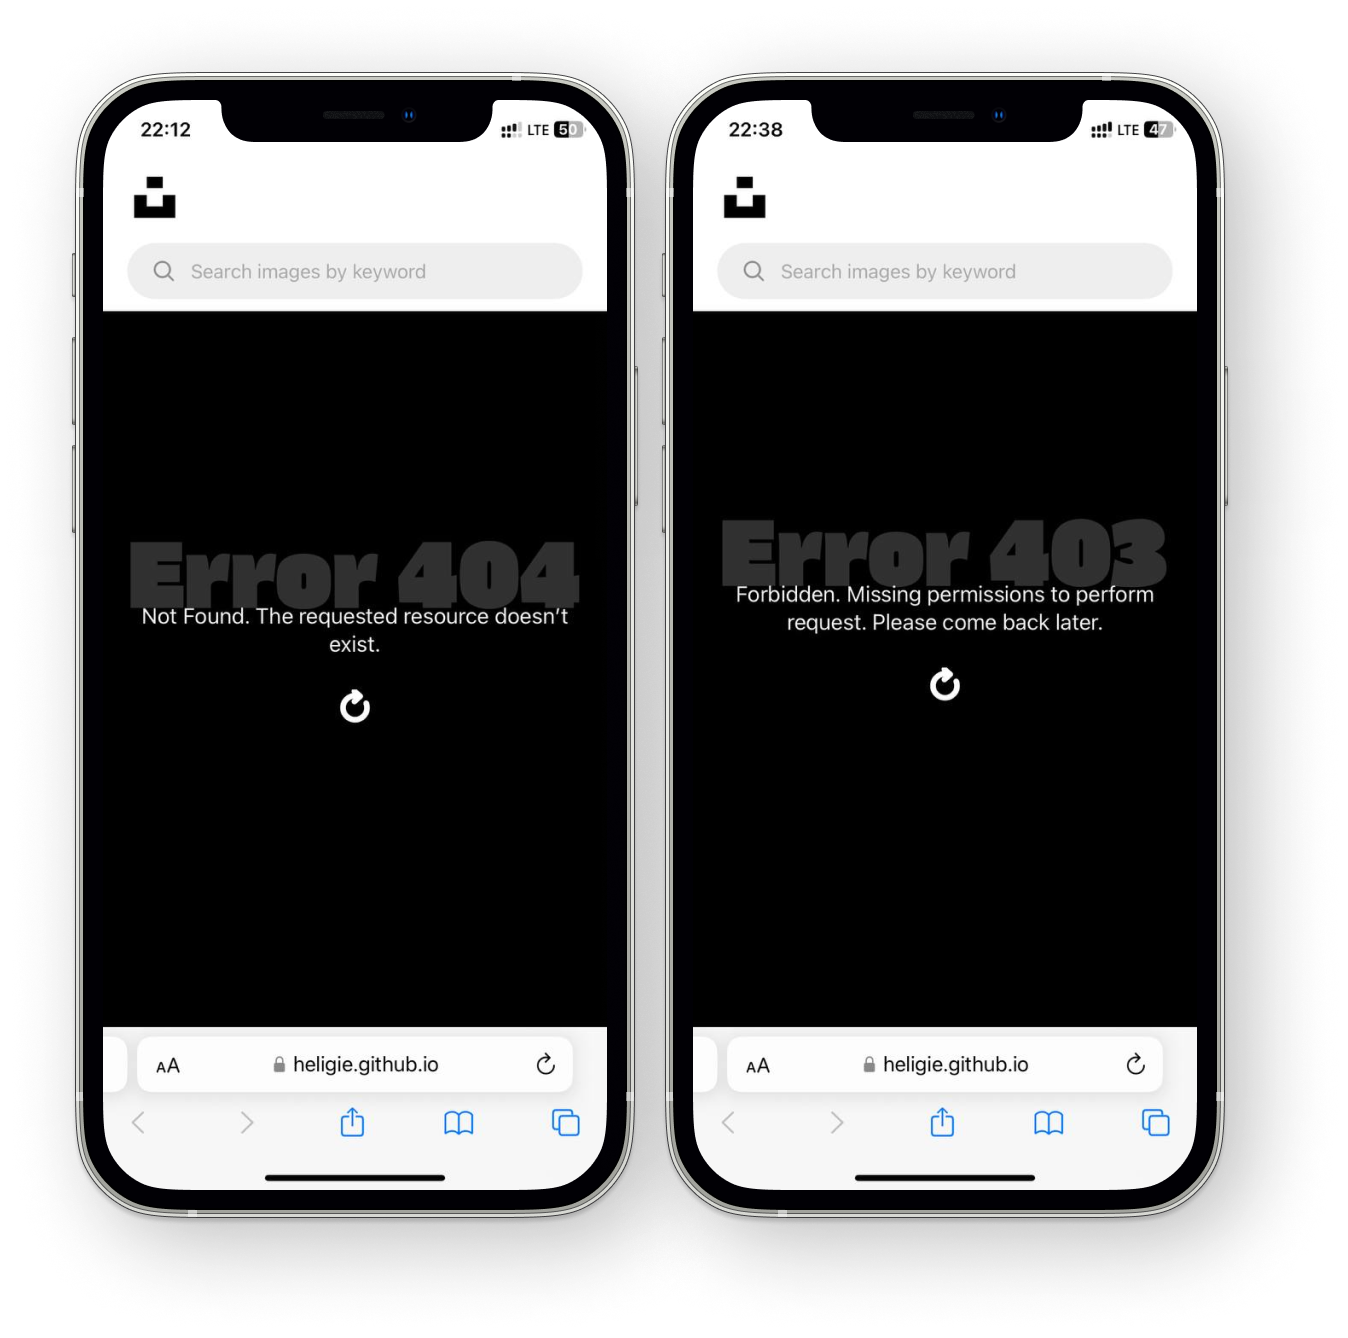 22:12
LTE 50
Search images by keyword
Error 404
Not Found. The requested resource doesn't
exist.
AA heligie.github.io
22:38
LTE 47
Search images by keyword
Error 403
Forbidden. Missing permissions to perform
request. Please come back later.
AA heligie.github.io